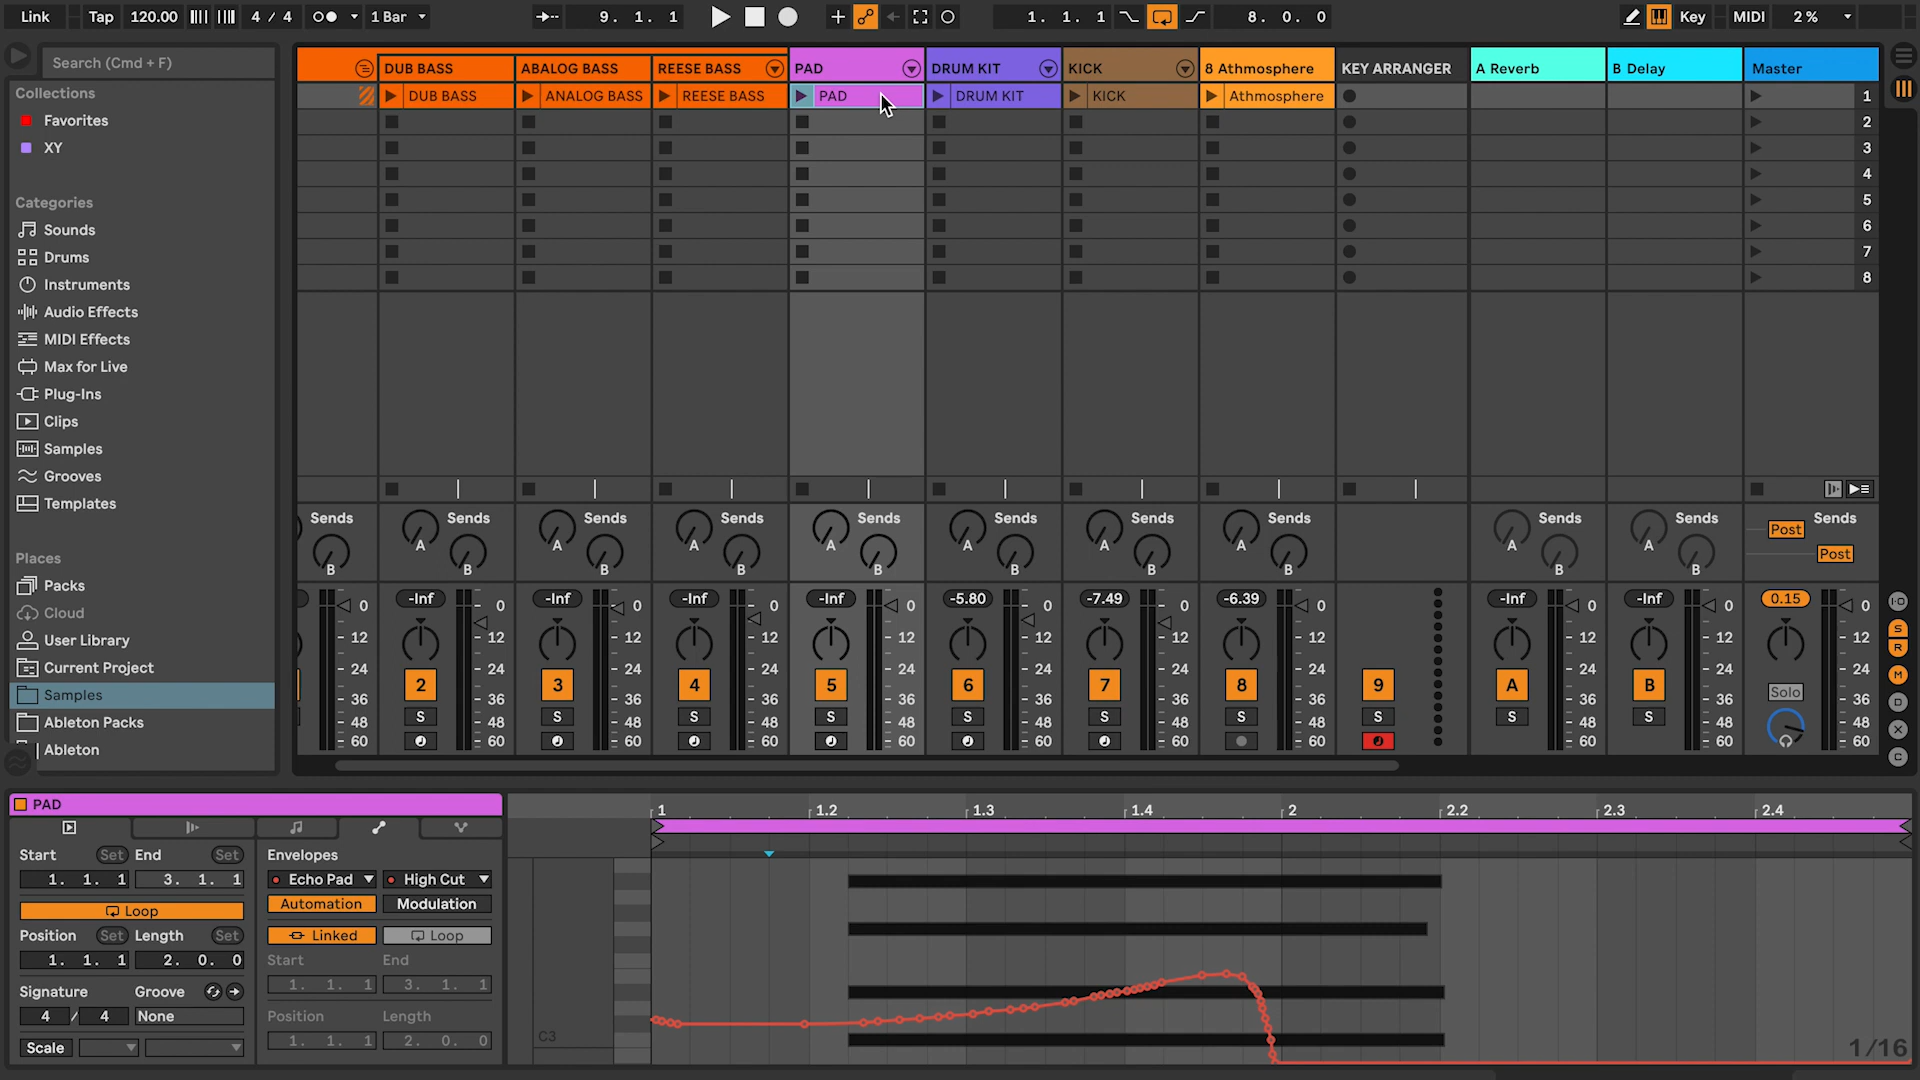 Link Tap 120.00 4 / 4 1 Bar 9. 1. 1 1. 1. 1 8. 0. 0 Key MIDI 2 %
Search (Cmd + F)
Collections
Favorites
XY
Categories
Sounds
Drums
Instruments
Audio Effects
MIDI Effects
Max for Live
Plug-Ins
Clips
Samples
Grooves
Templates
Places
Packs
Cloud
User Library
Current Project
Samples
Ableton Packs
Ableton
DUB BASS ABALOG BASS REESE BASS PAD DRUM KIT KICK 8 Athmosphere KEY ARRANGER A Reverb B Delay Master
DUB BASS ANALOG BASS REESE BASS PAD DRUM KIT KICK Athmosphere 1
2
3
4
5
6
7
8
Sends Sends Sends Sends Sends Sends Sends Sends Sends Sends Sends
A A A A A A A A A Post
B B B B B B B B B B Post
-Inf -Inf -Inf -Inf -5.80 -7.49 -6.39 -Inf -Inf 0.15
0 0 0 0 0 0 0 0 0 0 0
12 12 12 12 12 12 12 12 12 12 12
24 24 24 24 24 24 24 24 24 24 24
2 3 4 5 6 7 8 9 A B Solo
36 36 36 36 36 36 36 36 36 36 36
S S S S S S S S S S
48 48 48 48 48 48 48 48 48 48 48
60 60 60 60 60 60 60 60 60 60 60
I·O
S
R
M
D
X
C
PAD
Start Set End Set
1. 1. 1 3. 1. 1
Loop
Position Set Length Set
1. 1. 1 2. 0. 0
Signature Groove
4 / 4 None
Scale
Envelopes
Echo Pad High Cut
Automation Modulation
Linked Loop
Start End
1. 1. 1 3. 1. 1
Position Length
1. 1. 1 2. 0. 0
1 1.2 1.3 1.4 2 2.2 2.3 2.4
C3
1/16